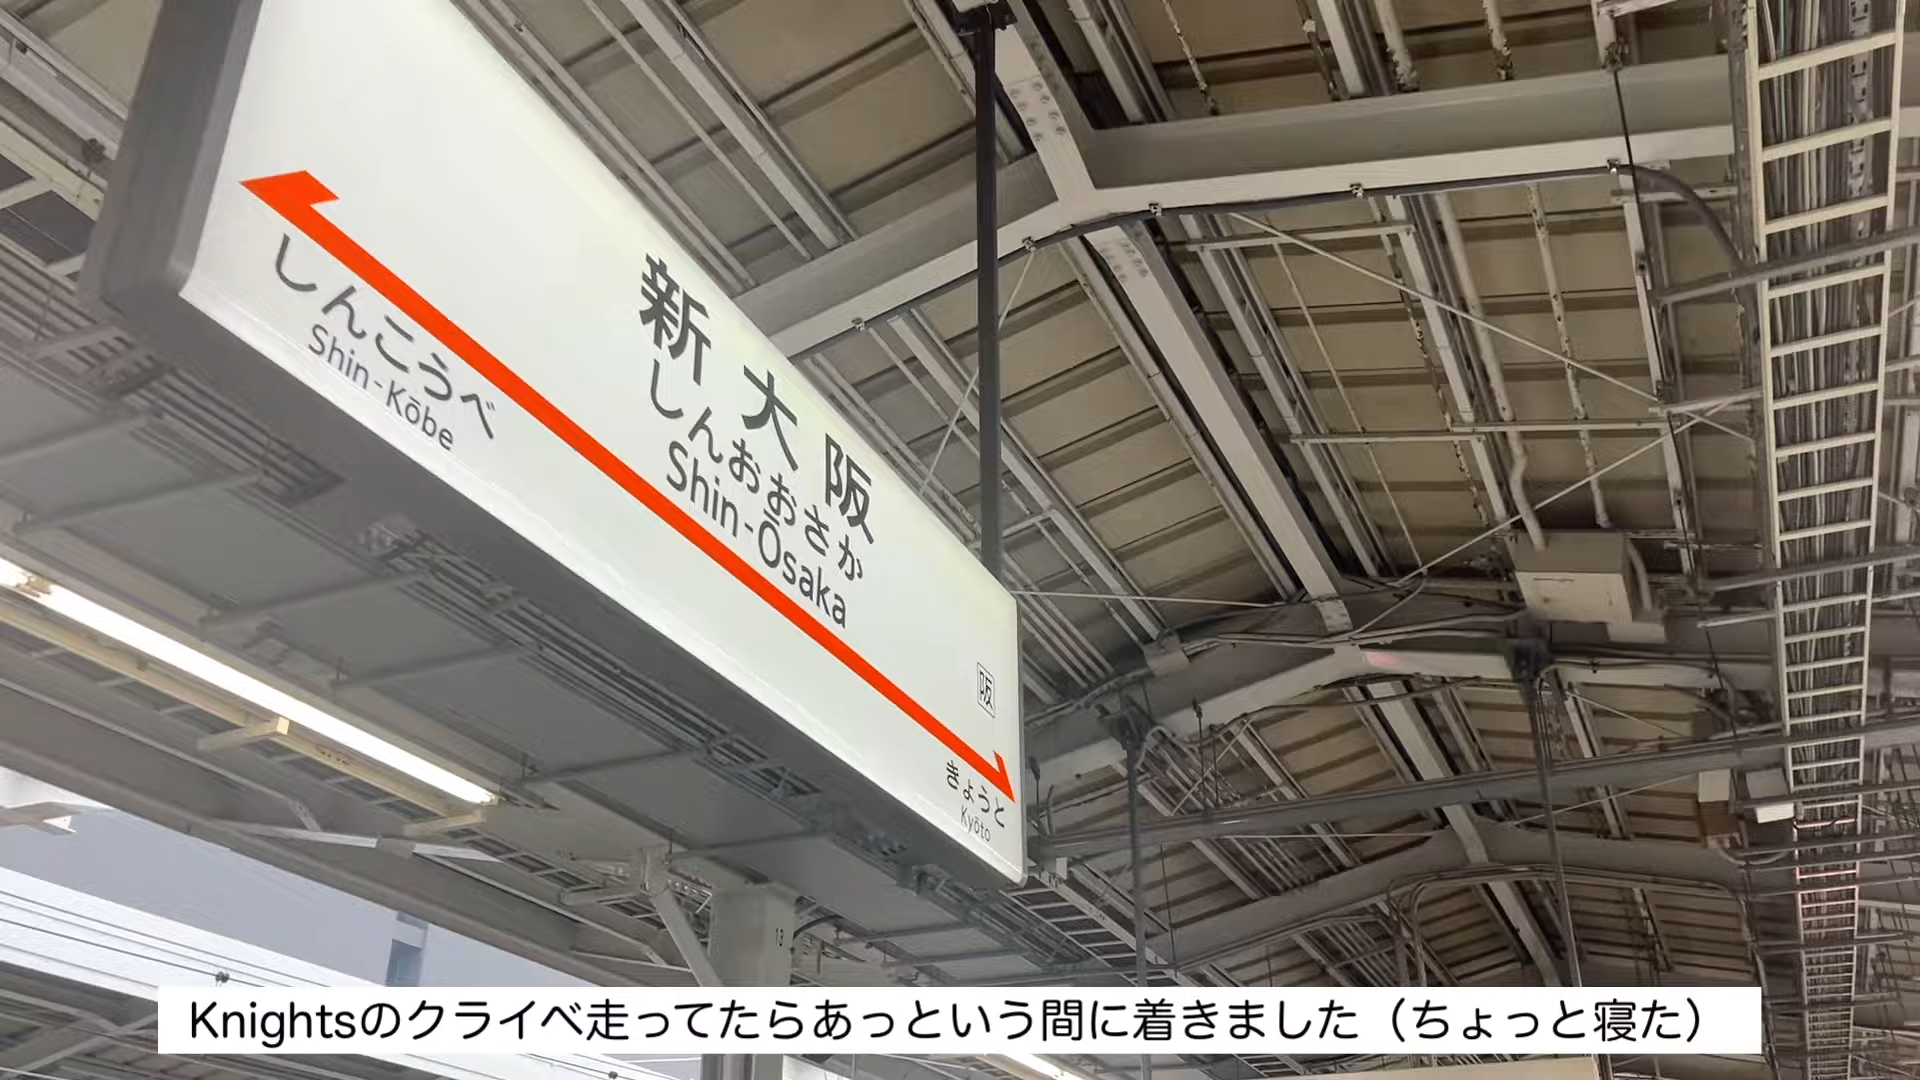 新大阪
しんおおさか
Shin-Ōsaka
しんこうべ
Shin-Kōbe
阪
きょうと
Kyōto
13
Knightsのクライベ走ってたらあっという間に着きました（ちょっと寝た）